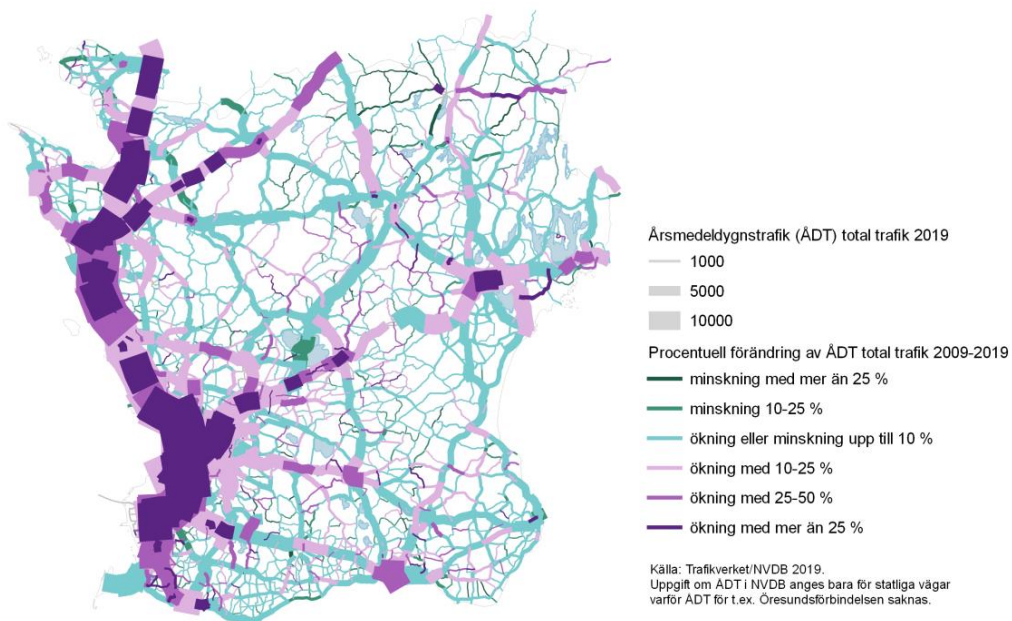 Årsmedeldygnstrafik (ÅDT) total trafik 2019
1000
5000
10000
Procentuell förändring av ÅDT total trafik 2009-2019
minskning med mer än 25 %
minskning 10-25 %
ökning eller minskning upp till 10 %
ökning med 10-25 %
ökning med 25-50 %
ökning med mer än 25 %
Källa: Trafikverket/NVDB 2019.
Uppgift om ÅDT i NVDB anges bara för statliga vägar
varför ÅDT för t.ex. Öresundsförbindelsen saknas.